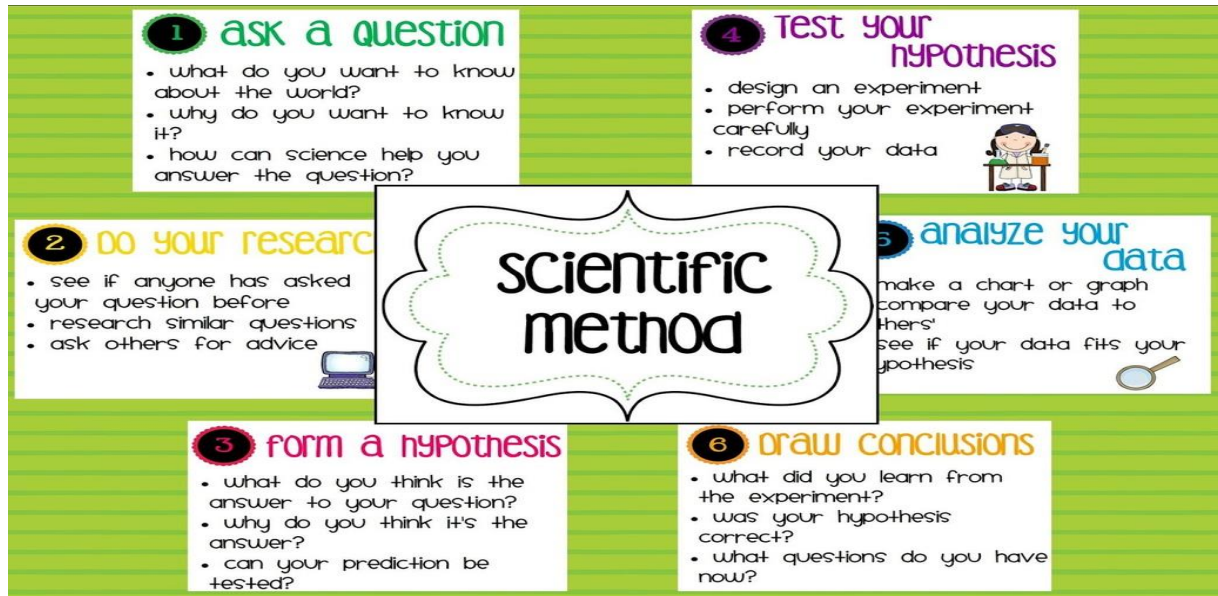 1 ask a Question
• what do you want to know
about the world?
• why do you want to know
it?
• how can science help you
answer the question?
2 Do your researc
• see if anyone has asked
your question before
• research similar questions
• ask others for advice
3 form a hypothesis
• what do you think is the
answer to your question?
• why do you think it's the
answer?
• can your prediction be
tested?
scientific
method
4 Test your
hypothesis
• design an experiment
• perform your experiment
carefully
• record your data
5 analyze your
data
make a chart or graph
compare your data to
thers'
see if your data fits your
ypothesis
6 Draw conclusions
• what did you learn from
the experiment?
• was your hypothesis
correct?
• what questions do you have
now?